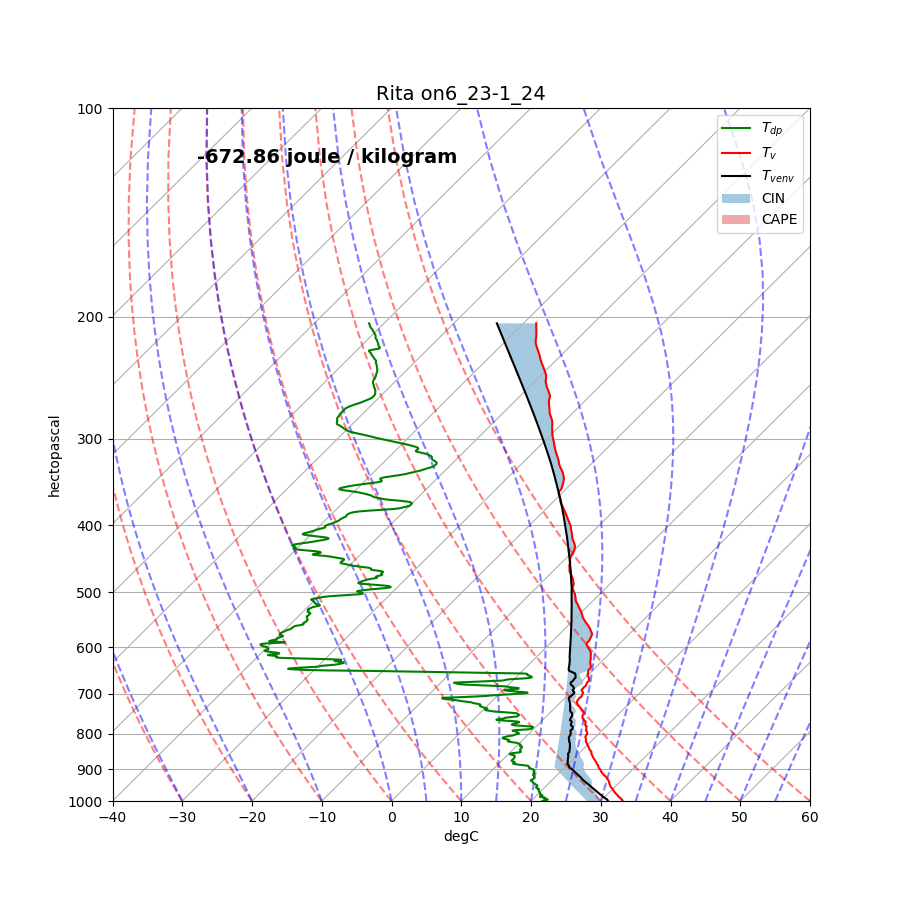 Rita on6_23-1_24
-672.86 joule / kilogram
T_dp
T_v
T_venv
CIN
CAPE
100
200
300
400
500
600
700
800
900
1000
hectopascal
−40 −30 −20 −10 0 10 20 30 40 50 60
degC